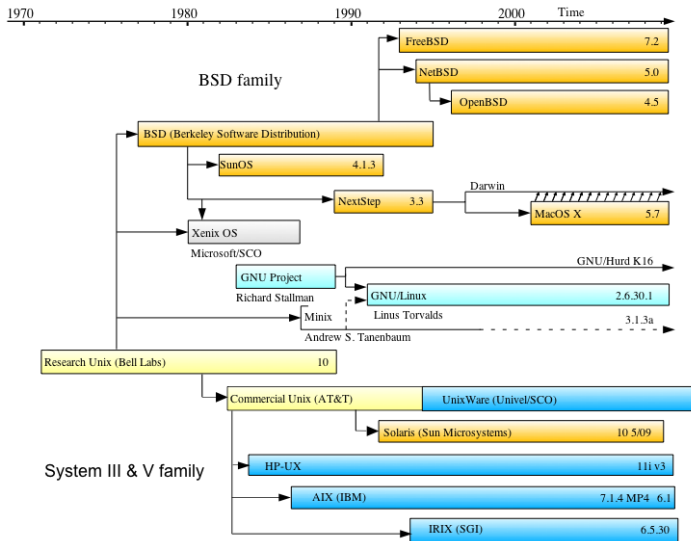 1970 1980 1990 2000 Time
FreeBSD 7.2
BSD family
NetBSD 5.0
OpenBSD 4.5
BSD (Berkeley Software Distribution)
SunOS 4.1.3
Darwin
NextStep 3.3
MacOS X 5.7
Xenix OS
Microsoft/SCO
GNU/Hurd K16
GNU Project
Richard Stallman
GNU/Linux 2.6.30.1
Linus Torvalds
Minix 3.1.3a
Andrew S. Tanenbaum
Research Unix (Bell Labs) 10
Commercial Unix (AT&T) UnixWare (Univel/SCO)
Solaris (Sun Microsystems) 10 5/09
System III & V family
HP-UX 11i v3
AIX (IBM) 7.1.4 MP4 6.1
IRIX (SGI) 6.5.30